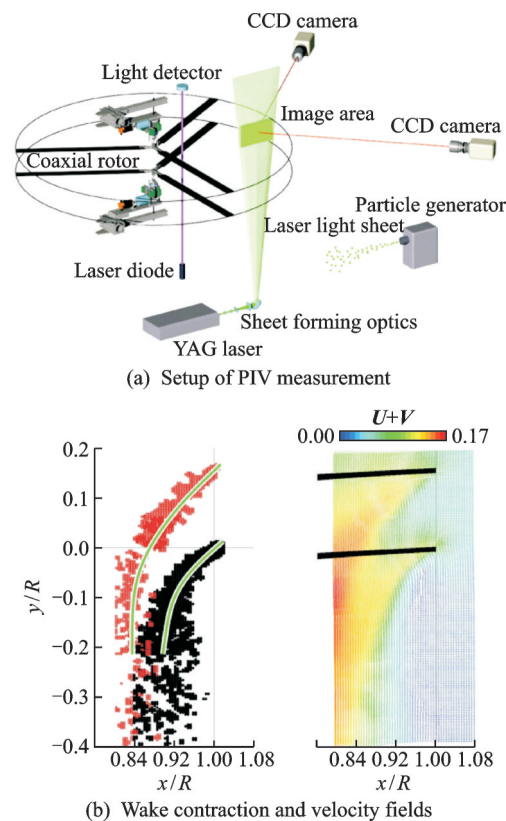 CCD camera
Light detector
Image area
CCD camera
Coaxial rotor
Particle generator
Laser light sheet
Laser diode
Sheet forming optics
YAG laser
(a) Setup of PIV measurement
U+V
0.00 0.17
0.2
0.1
0.0
−0.1
−0.2
−0.3
−0.4
y/R
0.84 0.92 1.00 1.08
x/R
0.84 0.92 1.00 1.08
x/R
(b) Wake contraction and velocity fields